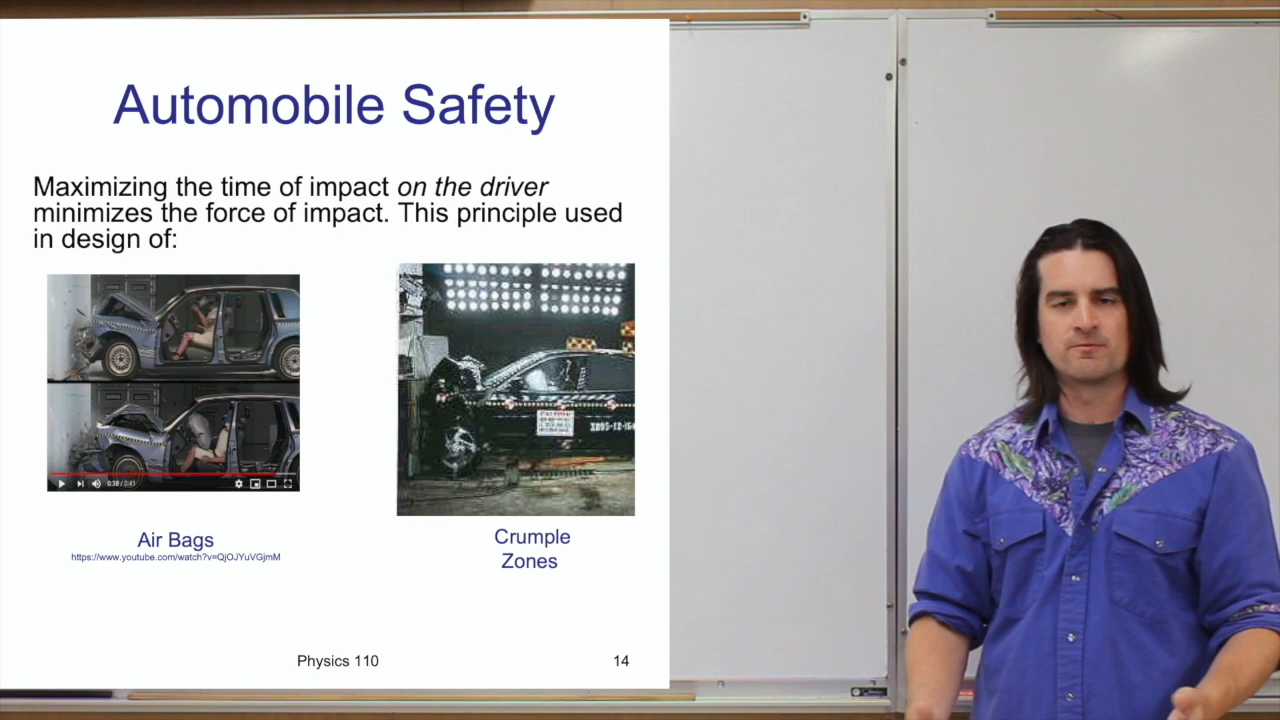 Automobile Safety
Maximizing the time of impact on the driver
minimizes the force of impact. This principle used
in design of:
0:38 / 0:41
Air Bags
https://www.youtube.com/watch?v=QjOJYuVGjmM
Crumple
Zones
Physics 110
14